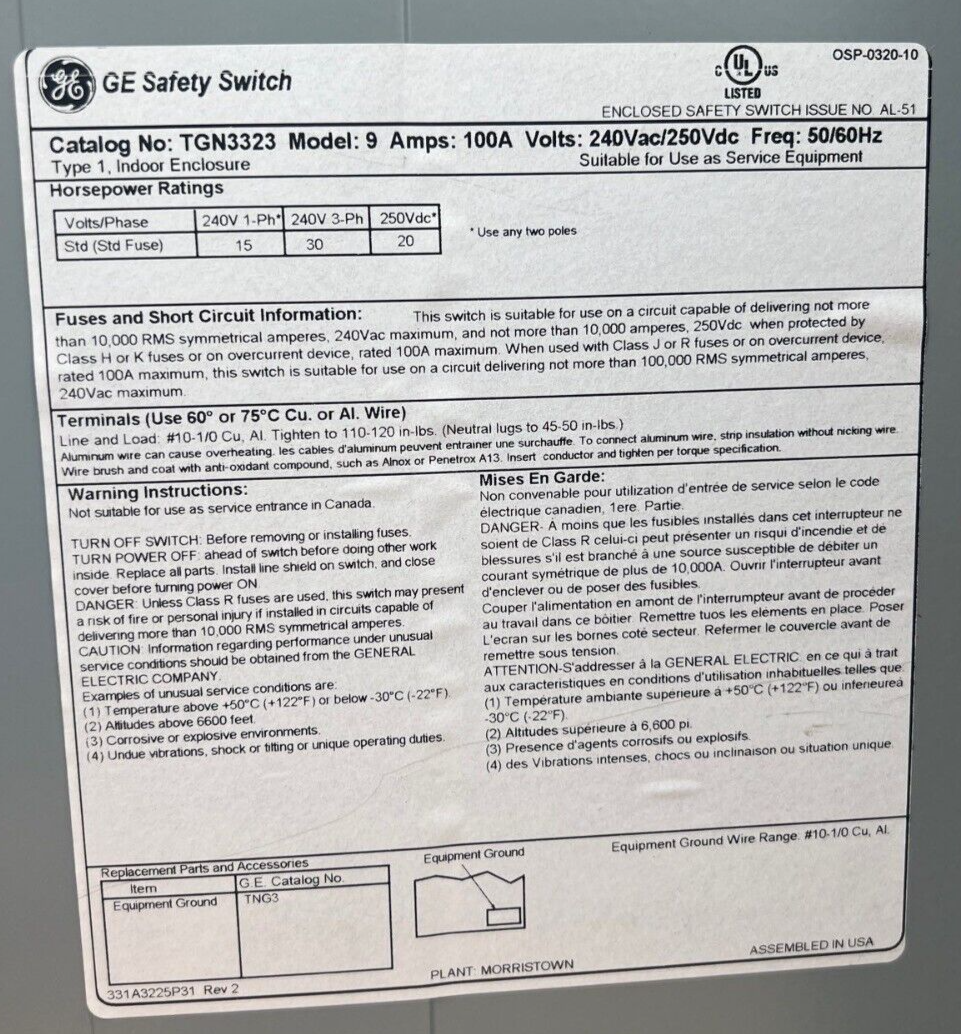 GE GE Safety Switch
C UL US
LISTED
OSP-0320-10
ENCLOSED SAFETY SWITCH ISSUE NO AL-51
Catalog No: TGN3323 Model: 9 Amps: 100A Volts: 240Vac/250Vdc Freq: 50/60Hz
Type 1, Indoor Enclosure
Suitable for Use as Service Equipment
Horsepower Ratings
Volts/Phase 240V 1-Ph* 240V 3-Ph 250Vdc*
Std (Std Fuse) 15 30 20
* Use any two poles
Fuses and Short Circuit Information: This switch is suitable for use on a circuit capable of delivering not more
than 10,000 RMS symmetrical amperes, 240Vac maximum, and not more than 10,000 amperes, 250Vdc when protected by
Class H or K fuses or on overcurrent device, rated 100A maximum. When used with Class J or R fuses or on overcurrent device,
rated 100A maximum, this switch is suitable for use on a circuit delivering not more than 100,000 RMS symmetrical amperes,
240Vac maximum.
Terminals (Use 60° or 75°C Cu. or Al. Wire)
Line and Load: #10-1/0 Cu, Al. Tighten to 110-120 in-lbs. (Neutral lugs to 45-50 in-lbs.)
Aluminum wire can cause overheating. les cables d'aluminum peuvent entrainer une surchauffe. To connect aluminum wire, strip insulation without nicking wire.
Wire brush and coat with anti-oxidant compound, such as Alnox or Penetrox A13. Insert conductor and tighten per torque specification.
Warning Instructions:
Not suitable for use as service entrance in Canada.
TURN OFF SWITCH: Before removing or installing fuses.
TURN POWER OFF: ahead of switch before doing other work
inside. Replace all parts. Install line shield on switch, and close
cover before turning power ON.
DANGER: Unless Class R fuses are used, this switch may present
a risk of fire or personal injury if installed in circuits capable of
delivering more than 10,000 RMS symmetrical amperes.
CAUTION: Information regarding performance under unusual
service conditions should be obtained from the GENERAL
ELECTRIC COMPANY.
Examples of unusual service conditions are:
(1) Temperature above +50°C (+122°F) or below -30°C (-22°F).
(2) Altitudes above 6600 feet.
(3) Corrosive or explosive environments.
(4) Undue vibrations, shock or tilting or unique operating duties.
Mises En Garde:
Non convenable pour utilization d'entrée de service selon le code
électrique canadien, 1ere. Partie.
DANGER- À moins que les fusibles installés dans cet interrupteur ne
soient de Class R celui-ci peut présenter un risqui d'incendie et de
blessures s'il est branché à une source susceptible de débiter un
courant symétrique de plus de 10,000A. Ouvrir l'interrupteur avant
d'enclever ou de poser des fusibles.
Couper l'alimentation en amont de l'interrumpteur avant de procéder
au travail dans ce bôitier. Remettre tuos les elements en place. Poser
L'ecran sur les bornes coté secteur. Refermer le couvercle avant de
remettre sous tension.
ATTENTION-S'addresser à la GENERAL ELECTRIC. en ce qui à trait
aux caracteristiques en conditions d'utilisation inhabituelles telles que
(1) Température ambiante supérieure à +50°C (+122°F) ou inferieureà
-30°C (-22°F).
(2) Altitudes supérieure à 6,600 pi.
(3) Presence d'agents corrosifs ou explosifs.
(4) des Vibrations intenses, chocs ou inclinaison ou situation unique.
Replacement Parts and Accessories
Item G.E. Catalog No.
Equipment Ground TNG3
331A3225P31 Rev 2
Equipment Ground
PLANT: MORRISTOWN
Equipment Ground Wire Range: #10-1/0 Cu, Al.
ASSEMBLED IN USA